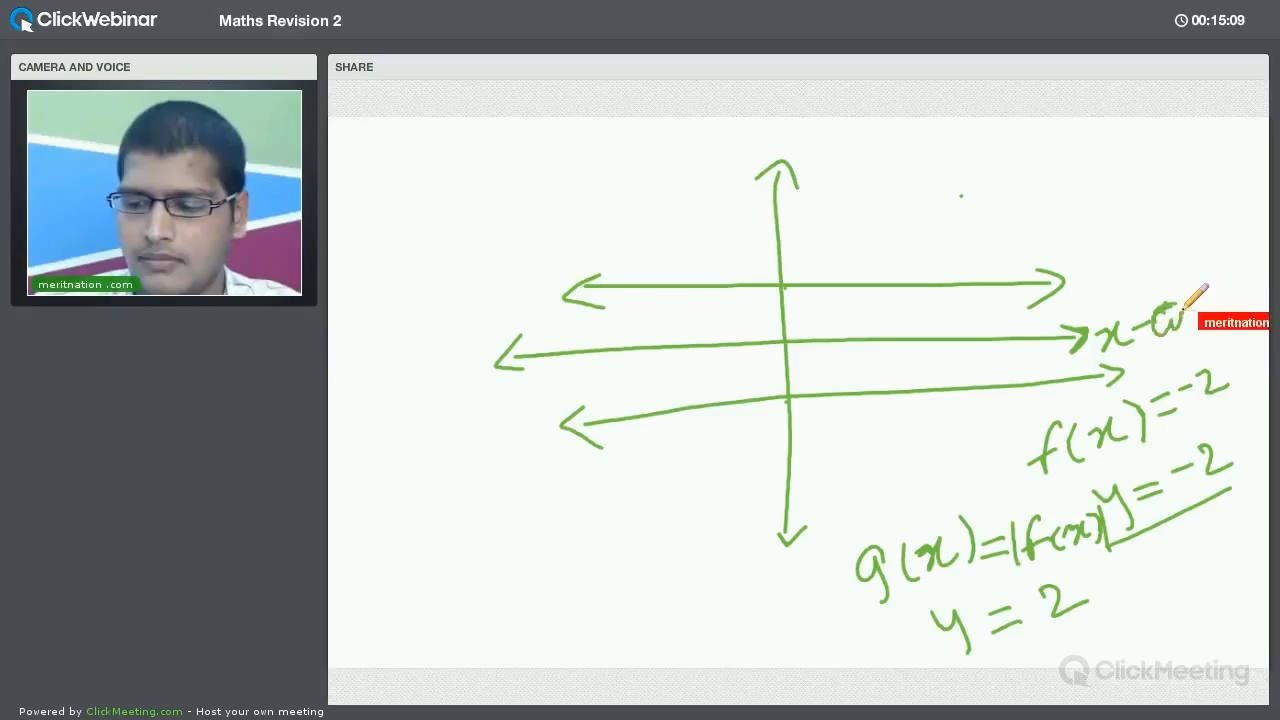 ClickWebinar
Maths Revision 2
00:15:09
CAMERA AND VOICE
SHARE
meritnation .com
x-
meritnation
f(x) = -2
y = -2
g(x) = |f(x)|
y = 2
ClickMeeting
Powered by ClickMeeting.com - Host your own meeting